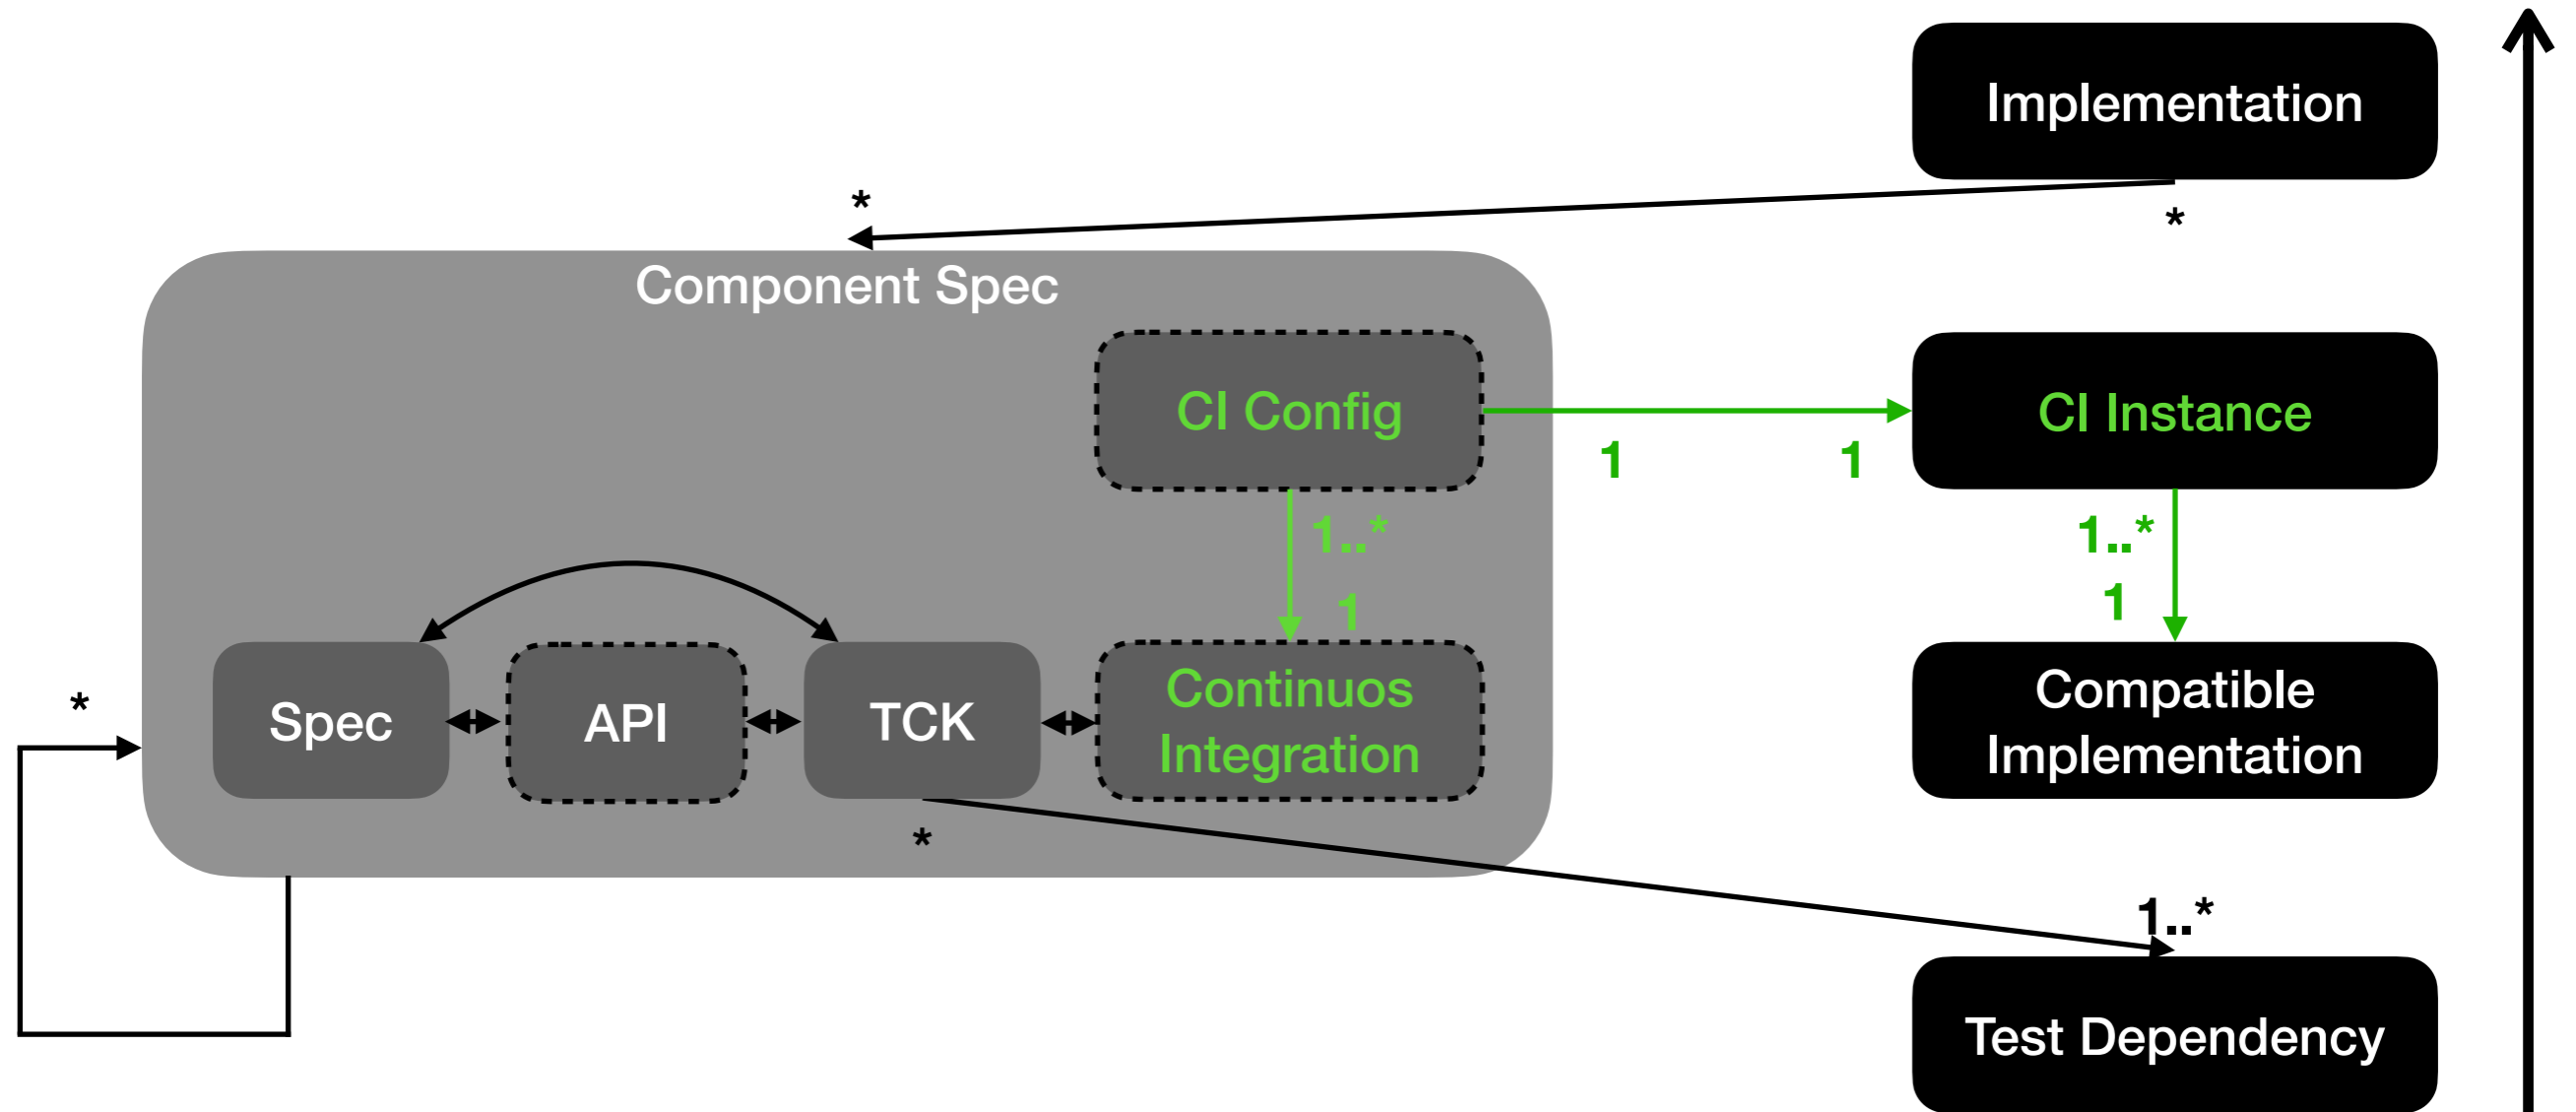 Implementation
*
*
Component Spec
CI Config
CI Instance
1
1
1..*
1..*
1
1
*
Spec
API
TCK
Continuos
Integration
Compatible
Implementation
*
1..*
Test Dependency